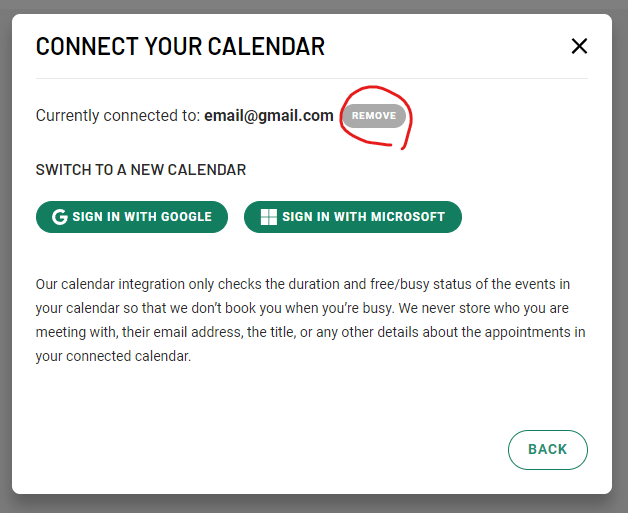 CONNECT YOUR CALENDAR
Currently connected to: email@gmail.com REMOVE
SWITCH TO A NEW CALENDAR
SIGN IN WITH GOOGLE SIGN IN WITH MICROSOFT
Our calendar integration only checks the duration and free/busy status of the events in
your calendar so that we don’t book you when you’re busy. We never store who you are
meeting with, their email address, the title, or any other details about the appointments in
your connected calendar.
BACK